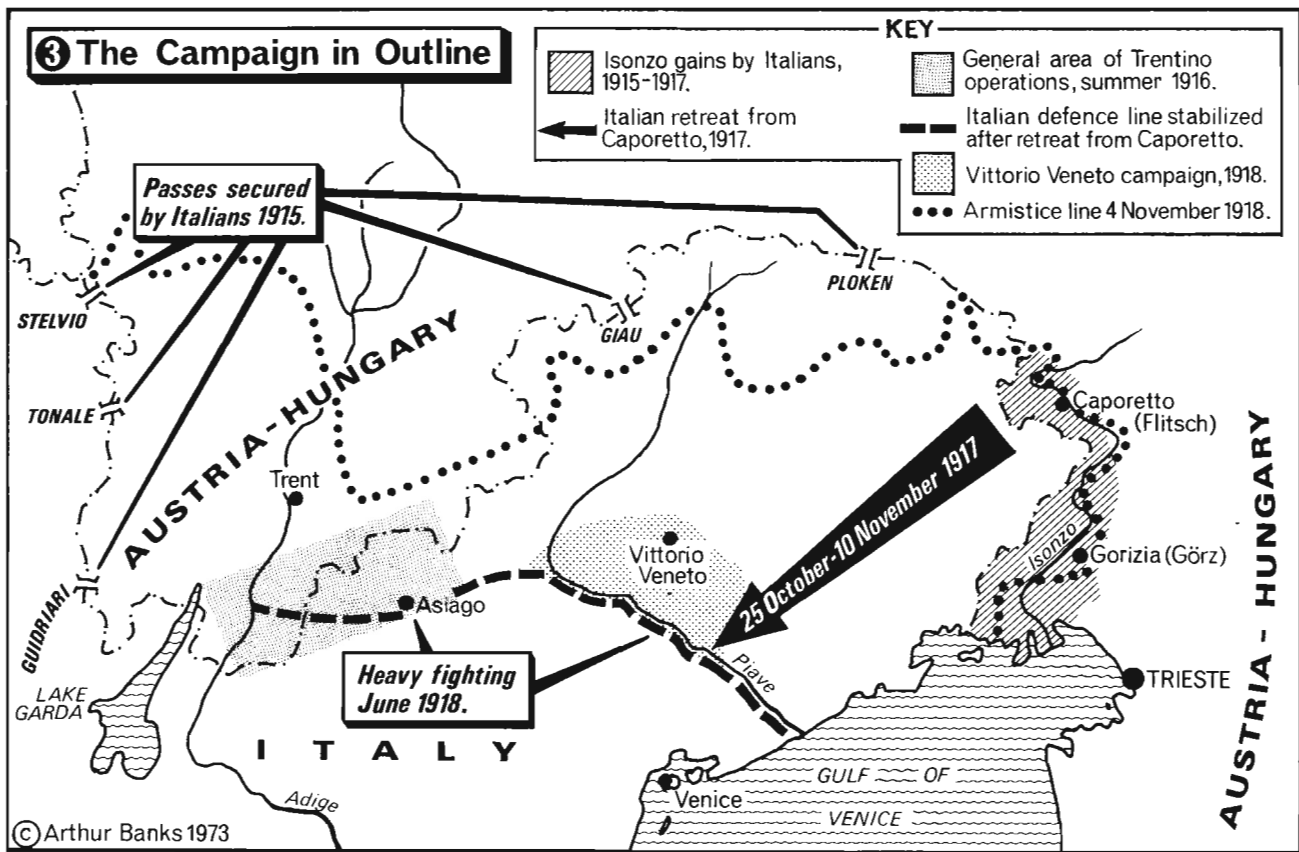 3 The Campaign in Outline
KEY
Isonzo gains by Italians,
1915-1917.
Italian retreat from
Caporetto, 1917.
General area of Trentino
operations, summer 1916.
Italian defence line stabilized
after retreat from Caporetto.
Vittorio Veneto campaign, 1918.
Armistice line 4 November 1918.
Passes secured
by Italians 1915.
STELVIO
TONALE
GUIDRIARI
GIAU
PLOKEN
AUSTRIA-HUNGARY
Trent
Asiago
Vittorio
Veneto
25 October-10 November 1917
Caporetto
(Flitsch)
Isonzo
Gorizia (Görz)
AUSTRIA - HUNGARY
TRIESTE
Piave
Heavy fighting
June 1918.
LAKE
GARDA
ITALY
Adige
Venice
GULF OF
VENICE
© Arthur Banks 1973